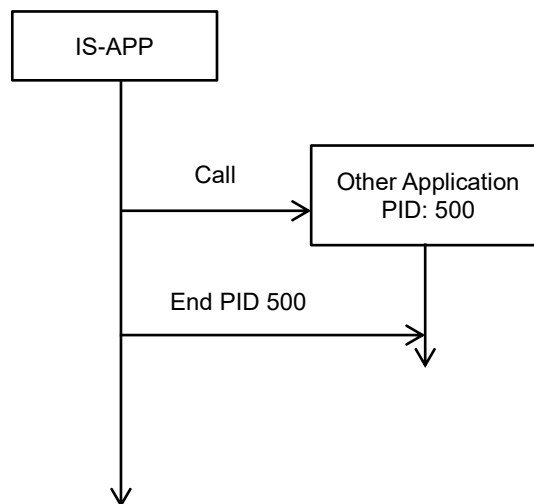 IS-APP
Call
Other Application
PID: 500
End PID 500